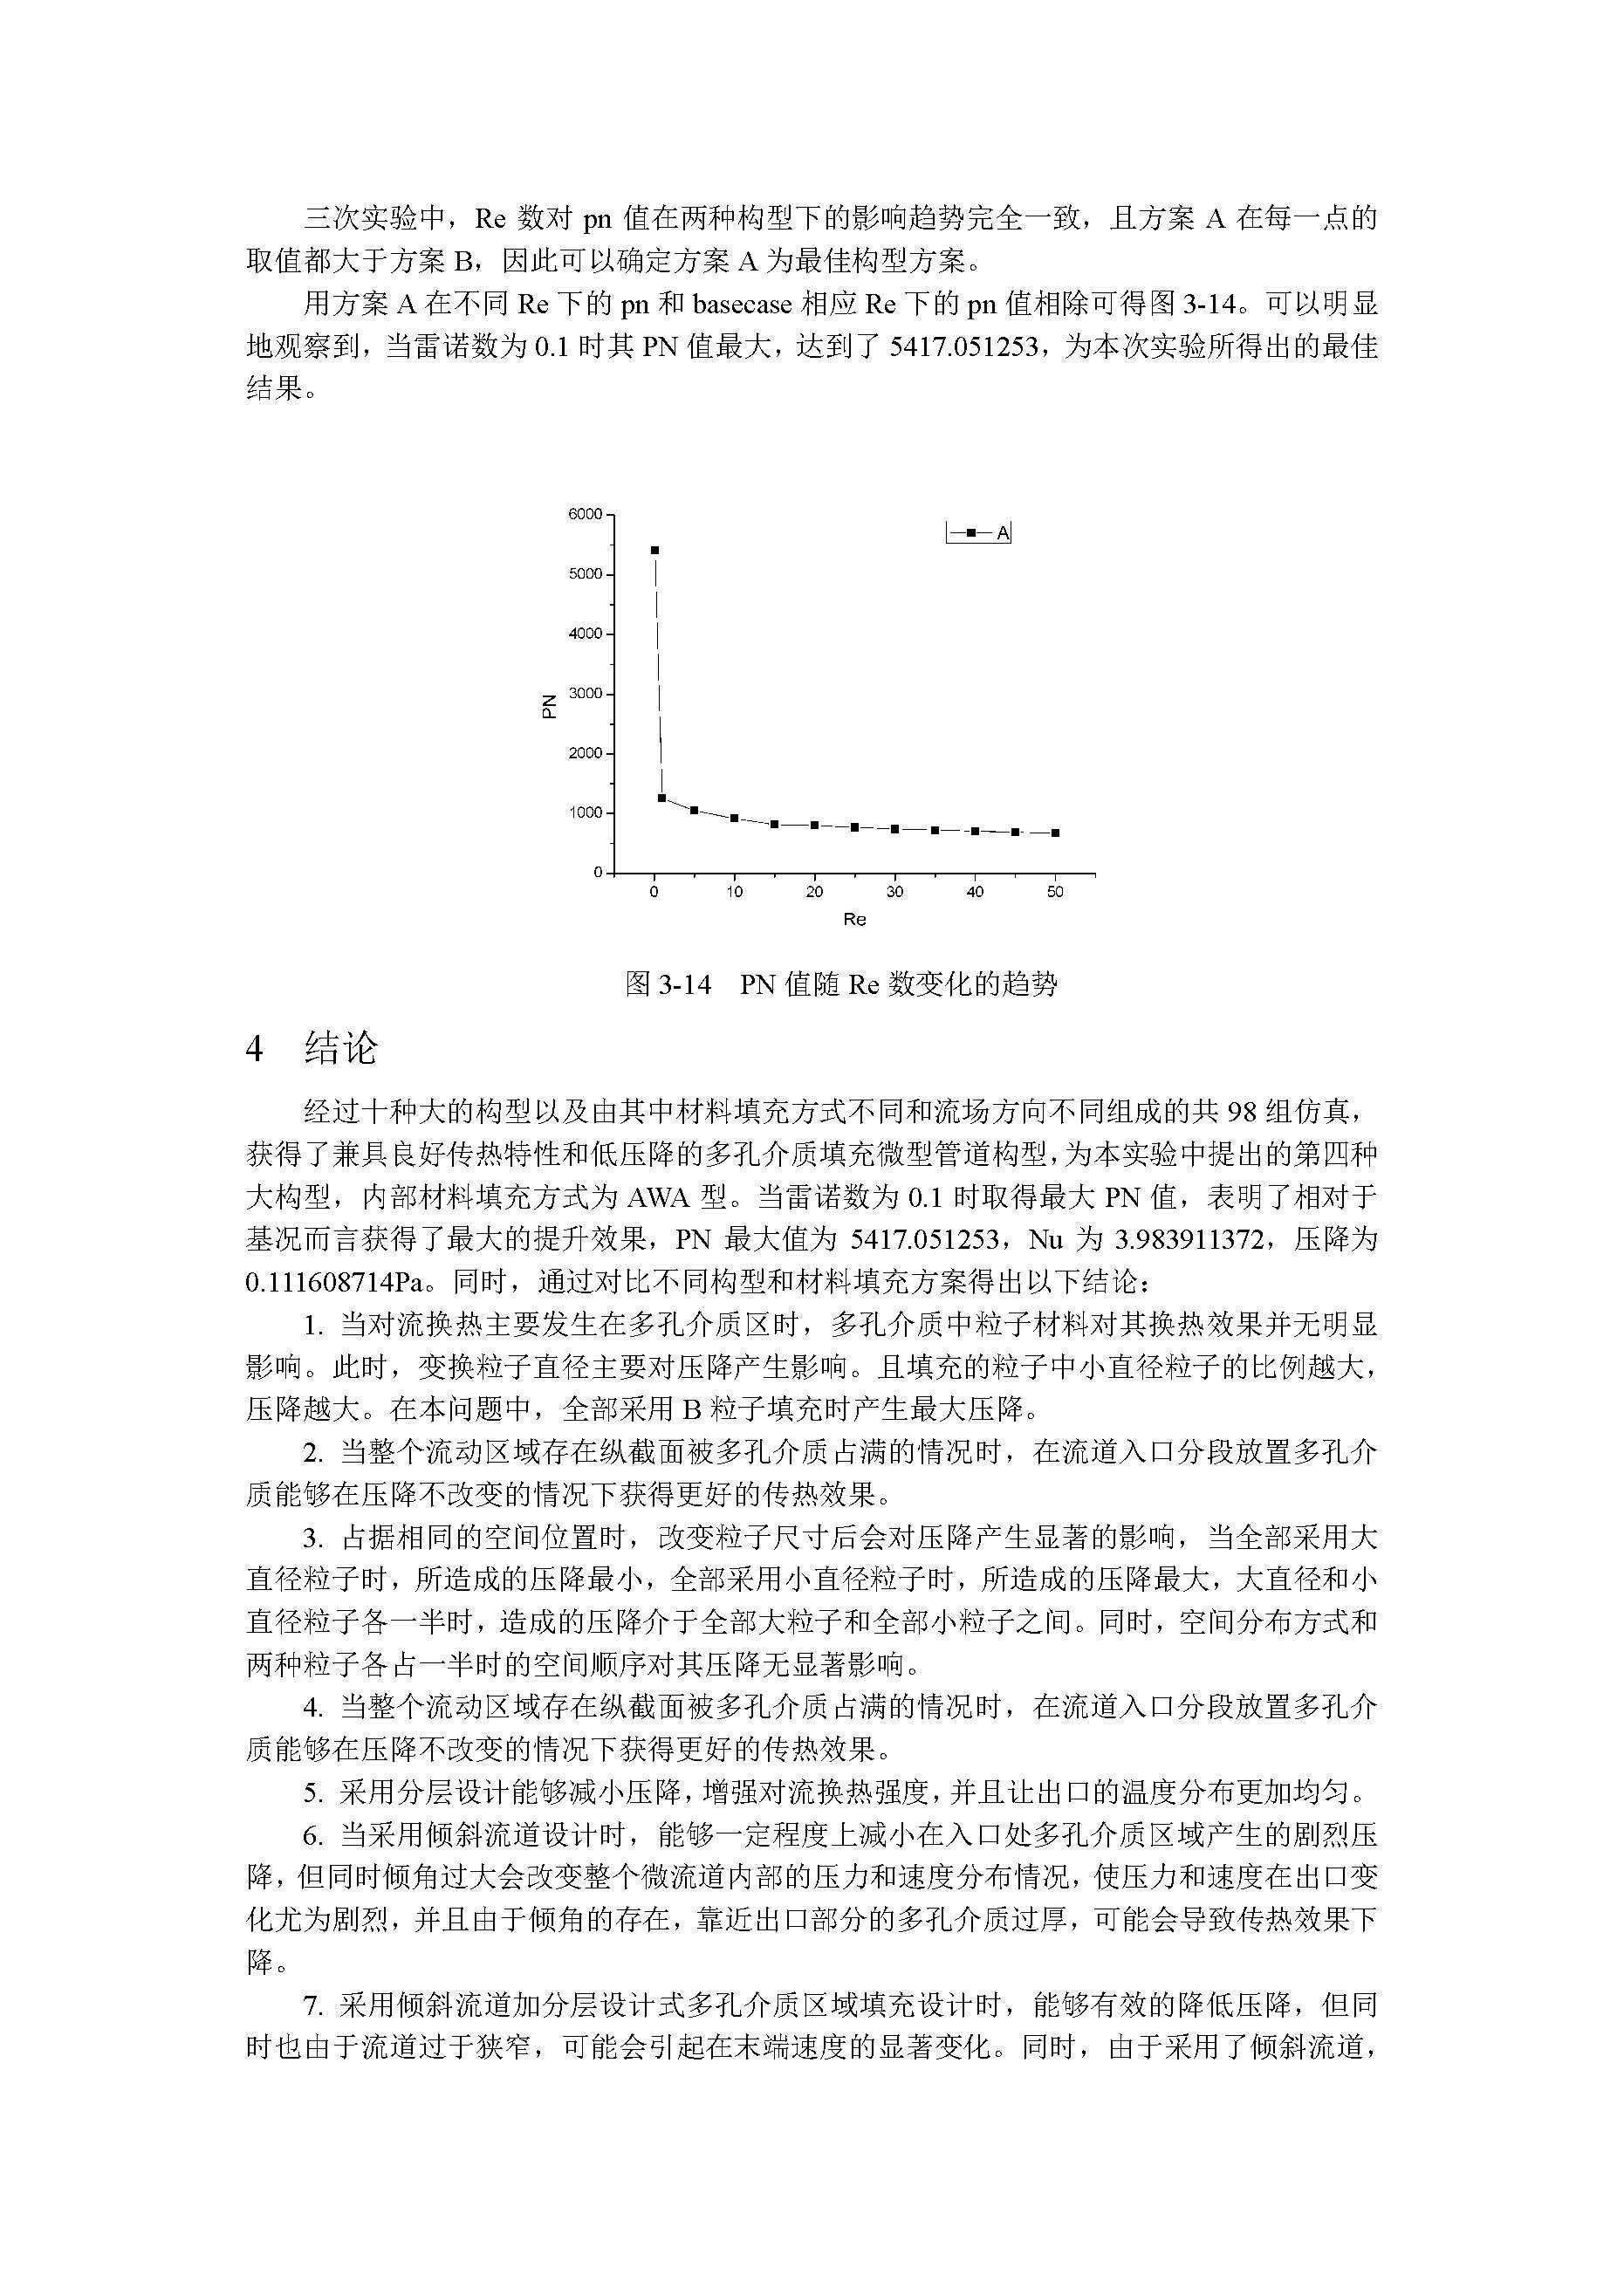 三次实验中，Re 数对 pn 值在两种构型下的影响趋势完全一致，且方案 A 在每一点的
取值都大于方案 B，因此可以确定方案 A 为最佳构型方案。
用方案 A 在不同 Re 下的 pn 和 basecase 相应 Re 下的 pn 值相除可得图 3-14。可以明显
地观察到，当雷诺数为 0.1 时其 PN 值最大，达到了 5417.051253，为本次实验所得出的最佳
结果。
6000
A
5000
4000
3000
PN
2000
1000
0
0 10 20 30 40 50
Re
图 3-14 PN 值随 Re 数变化的趋势
4 结论
经过十种大的构型以及由其中材料填充方式不同和流场方向不同组成的共 98 组仿真，
获得了兼具良好传热特性和低压降的多孔介质填充微型管道构型，为本实验中提出的第四种
大构型，内部材料填充方式为 AWA 型。当雷诺数为 0.1 时取得最大 PN 值，表明了相对于
基况而言获得了最大的提升效果，PN 最大值为 5417.051253，Nu 为 3.983911372，压降为
0.111608714Pa。同时，通过对比不同构型和材料填充方案得出以下结论：
1. 当对流换热主要发生在多孔介质区时，多孔介质中粒子材料对其换热效果并无明显
影响。此时，变换粒子直径主要对压降产生影响。且填充的粒子中小直径粒子的比例越大，
压降越大。在本问题中，全部采用 B 粒子填充时产生最大压降。
2. 当整个流动区域存在纵截面被多孔介质占满的情况时，在流道入口分段放置多孔介
质能够在压降不改变的情况下获得更好的传热效果。
3. 占据相同的空间位置时，改变粒子尺寸后会对压降产生显著的影响，当全部采用大
直径粒子时，所造成的压降最小，全部采用小直径粒子时，所造成的压降最大，大直径和小
直径粒子各一半时，造成的压降介于全部大粒子和全部小粒子之间。同时，空间分布方式和
两种粒子各占一半时的空间顺序对其压降无显著影响。
4. 当整个流动区域存在纵截面被多孔介质占满的情况时，在流道入口分段放置多孔介
质能够在压降不改变的情况下获得更好的传热效果。
5. 采用分层设计能够减小压降，增强对流换热强度，并且让出口的温度分布更加均匀。
6. 当采用倾斜流道设计时，能够一定程度上减小在入口处多孔介质区域产生的剧烈压
降，但同时倾角过大会改变整个微流道内部的压力和速度分布情况，使压力和速度在出口变
化尤为剧烈，并且由于倾角的存在，靠近出口部分的多孔介质过厚，可能会导致传热效果下
降。
7. 采用倾斜流道加分层设计式多孔介质区域填充设计时，能够有效的降低压降，但同
时也由于流道过于狭窄，可能会引起在末端速度的显著变化。同时，由于采用了倾斜流道，